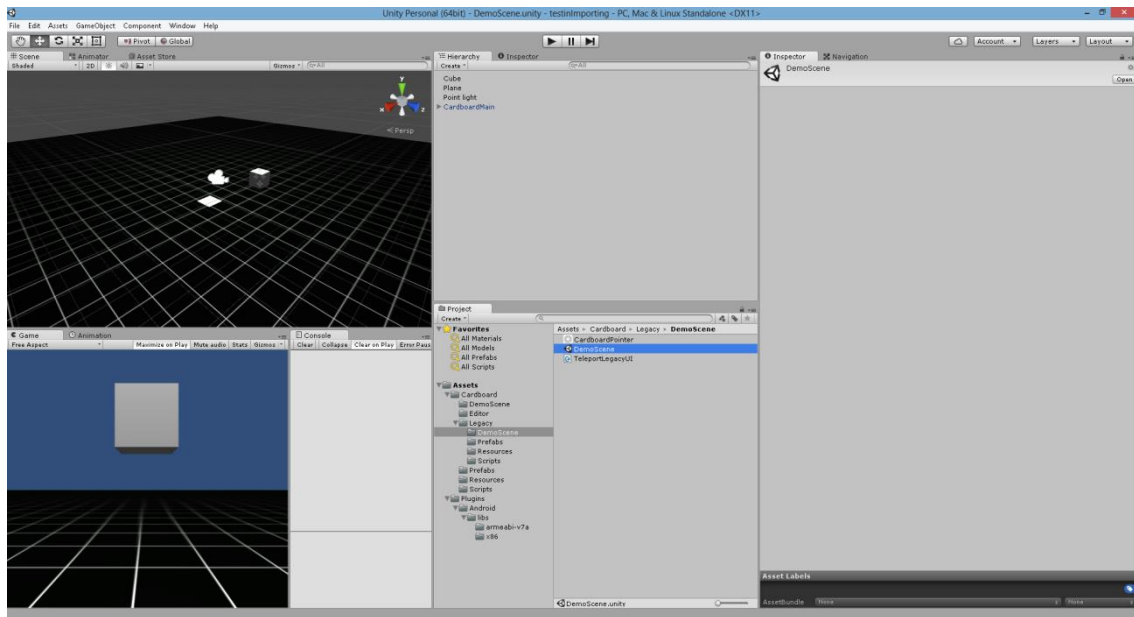 Unity Personal (64bit) - DemoScene.unity - testinImporting - PC, Mac & Linux Standalone <DX11>
File Edit Assets GameObject Component Window Help
Pivot Global Account Layers Layout
Scene Animator Asset Store
Shaded 2D Gizmos All
y
x z
Persp
Hierarchy Inspector
Create All
Cube
Plane
Point light
CardboardMain
Inspector Navigation
DemoScene
Open
Game Animation
Free Aspect Maximize on Play Mute audio Stats Gizmos
Console
Clear Collapse Clear on Play Error Paus
Project
Create
Favorites
All Materials
All Models
All Prefabs
All Scripts
Assets
Cardboard
DemoScene
Editor
Legacy
DemoScene
Prefabs
Resources
Scripts
Prefabs
Resources
Scripts
Plugins
Android
libs
armeabi-v7a
x86
Assets Cardboard Legacy DemoScene
CardboardPointer
DemoScene
TeleportLegacyUI
DemoScene.unity
Asset Labels
AssetBundle None None